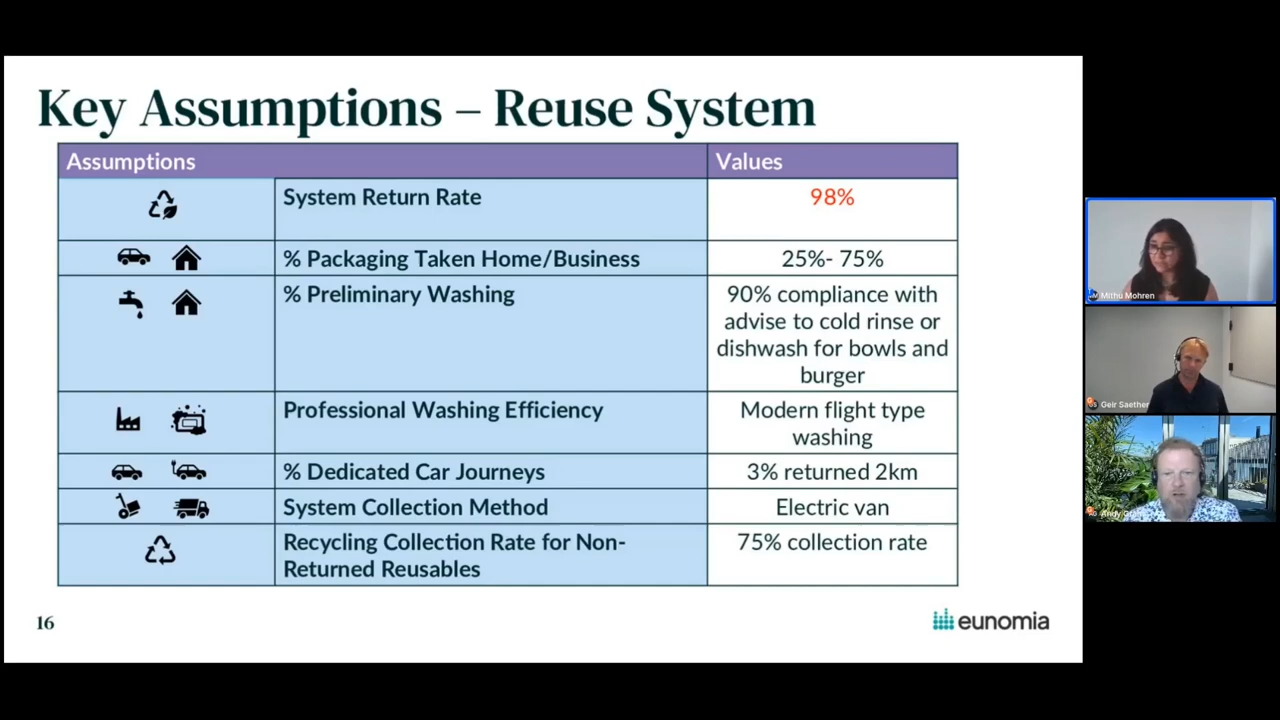 Key Assumptions – Reuse System
Assumptions
Values
System Return Rate
98%
% Packaging Taken Home/Business
25%- 75%
% Preliminary Washing
90% compliance with
advise to cold rinse or
dishwash for bowls and
burger
Professional Washing Efficiency
Modern flight type
washing
% Dedicated Car Journeys
3% returned 2km
System Collection Method
Electric van
Recycling Collection Rate for Non-
Returned Reusables
75% collection rate
16
eunomia
Mithu Mohren
Geir Saether
Andy